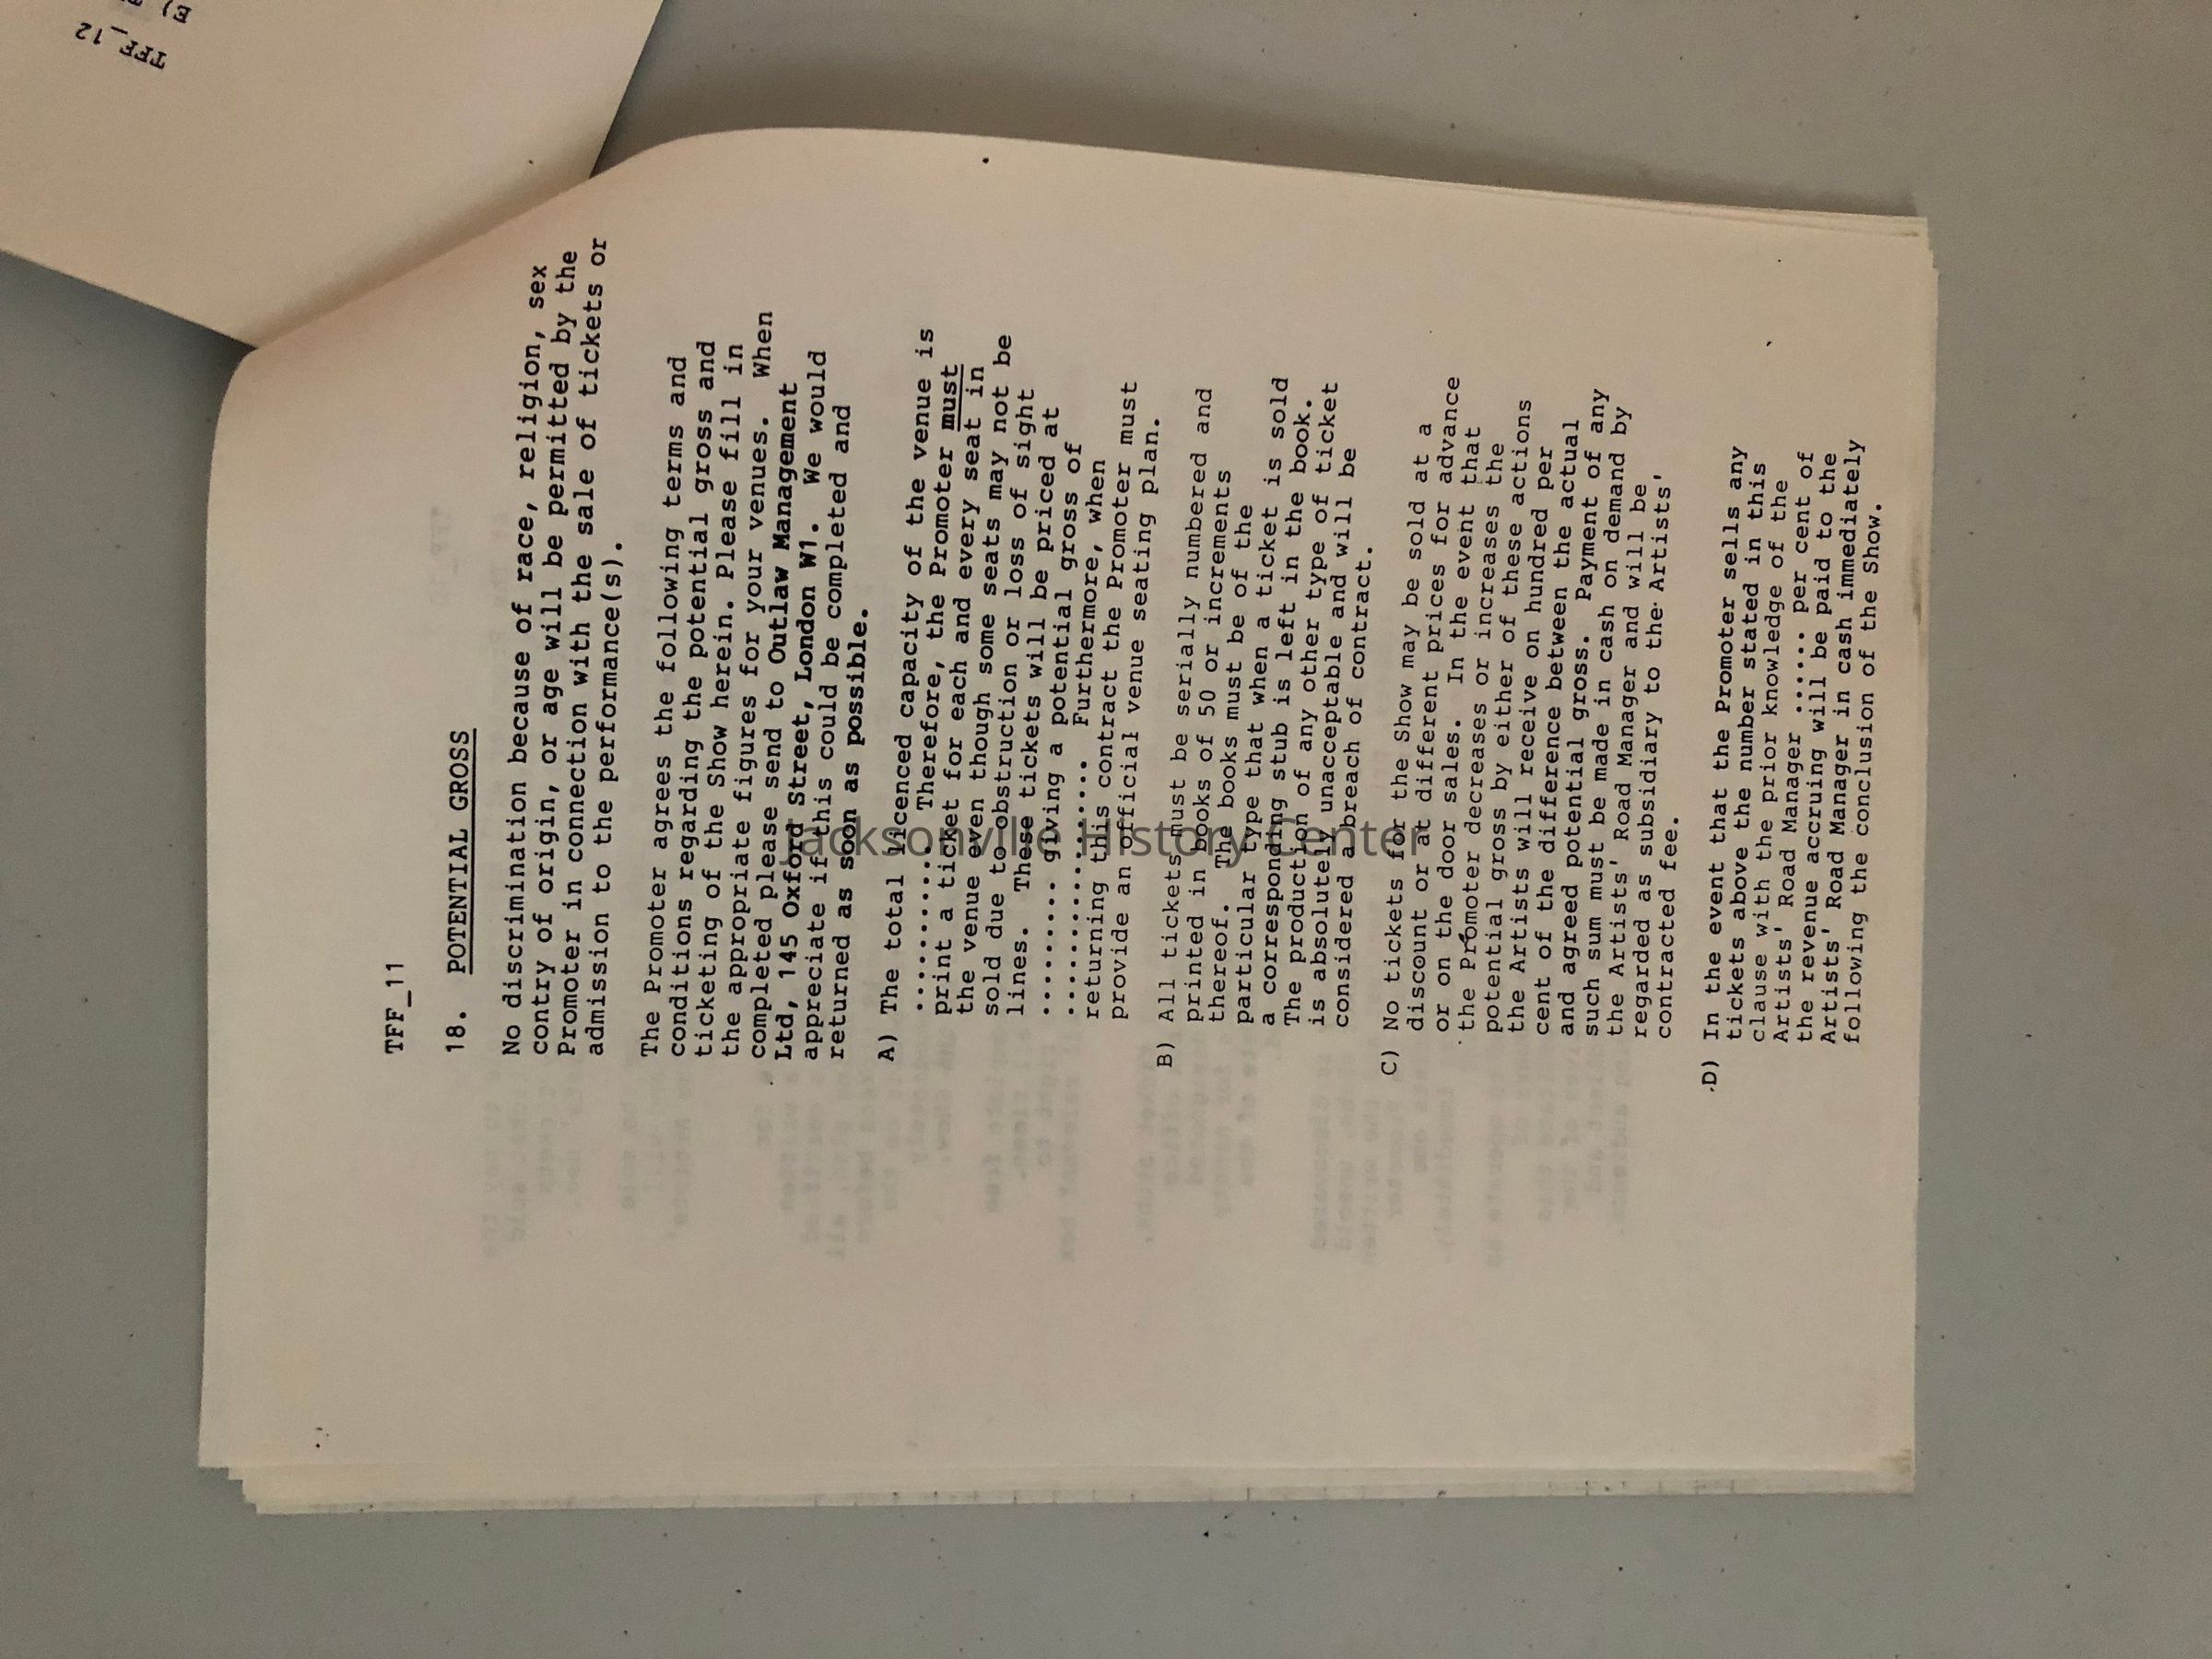 TFF_12
E)
TFF_11
18. POTENTIAL GROSS
No discrimination because of race, religion, sex
contry of origin, or age will be permitted by the
Promoter in connection with the sale of tickets or
admission to the performance(s).
The Promoter agrees the following terms and
conditions regarding the potential gross and
ticketing of the Show herein. Please fill in
the appropriate figures for your venues. When
completed please send to Outlaw Management
Ltd, 145 Oxford Street, London W1. We would
appreciate if this could be completed and
returned as soon as possible.
A) The total licenced capacity of the venue is
.......... Therefore, the Promoter must
print a ticket for each and every seat in
the venue even though some seats may not be
sold due to obstruction or loss of sight
lines. These tickets will be priced at
.......... giving a potential gross of
.................. Furthermore, when
returning this contract the Promoter must
provide an official venue seating plan.
B) All tickets must be serially numbered and
printed in books of 50 or increments
thereof. The books must be of the
particular type that when a ticket is sold
a corresponding stub is left in the book.
The production of any other type of ticket
is absolutely unacceptable and will be
considered a breach of contract.
C) No tickets for the Show may be sold at a
discount or at different prices for advance
or on the door sales. In the event that
the Promoter decreases or increases the
potential gross by either of these actions
the Artists will receive on hundred per
cent of the difference between the actual
and agreed potential gross. Payment of any
such sum must be made in cash on demand by
the Artists' Road Manager and will be
regarded as subsidiary to the Artists'
contracted fee.
D) In the event that the Promoter sells any
tickets above the number stated in this
clause with the prior knowledge of the
Artists' Road Manager ...... per cent of
the revenue accruing will be paid to the
Artists' Road Manager in cash immediately
following the conclusion of the Show.
Jacksonville History Center